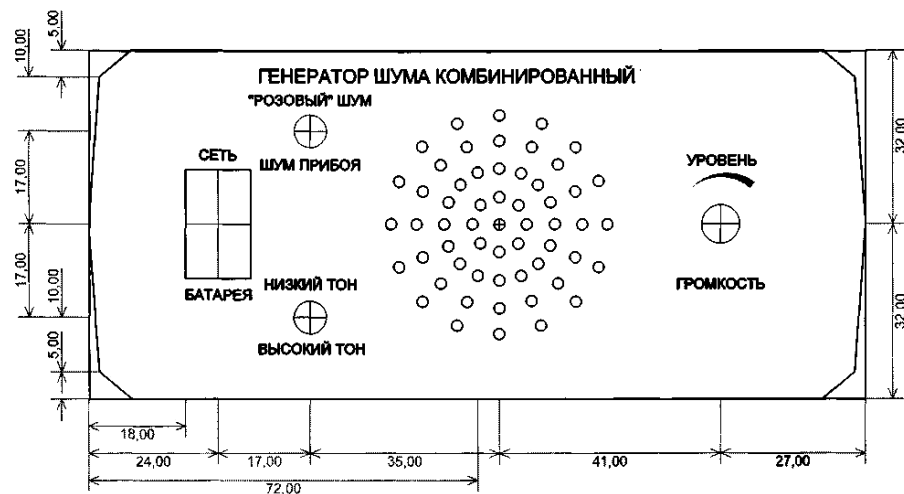 5,00
10,00
ГЕНЕРАТОР ШУМА КОМБИНИРОВАННЫЙ
"РОЗОВЫЙ" ШУМ
32,00
СЕТЬ
ШУМ ПРИБОЯ
УРОВЕНЬ
17,00
17,00
НИЗКИЙ ТОН
ГРОМКОСТЬ
БАТАРЕЯ
10,00
32,00
ВЫСОКИЙ ТОН
5,00
18,00
24,00
17,00
35,00
41,00
27,00
72,00